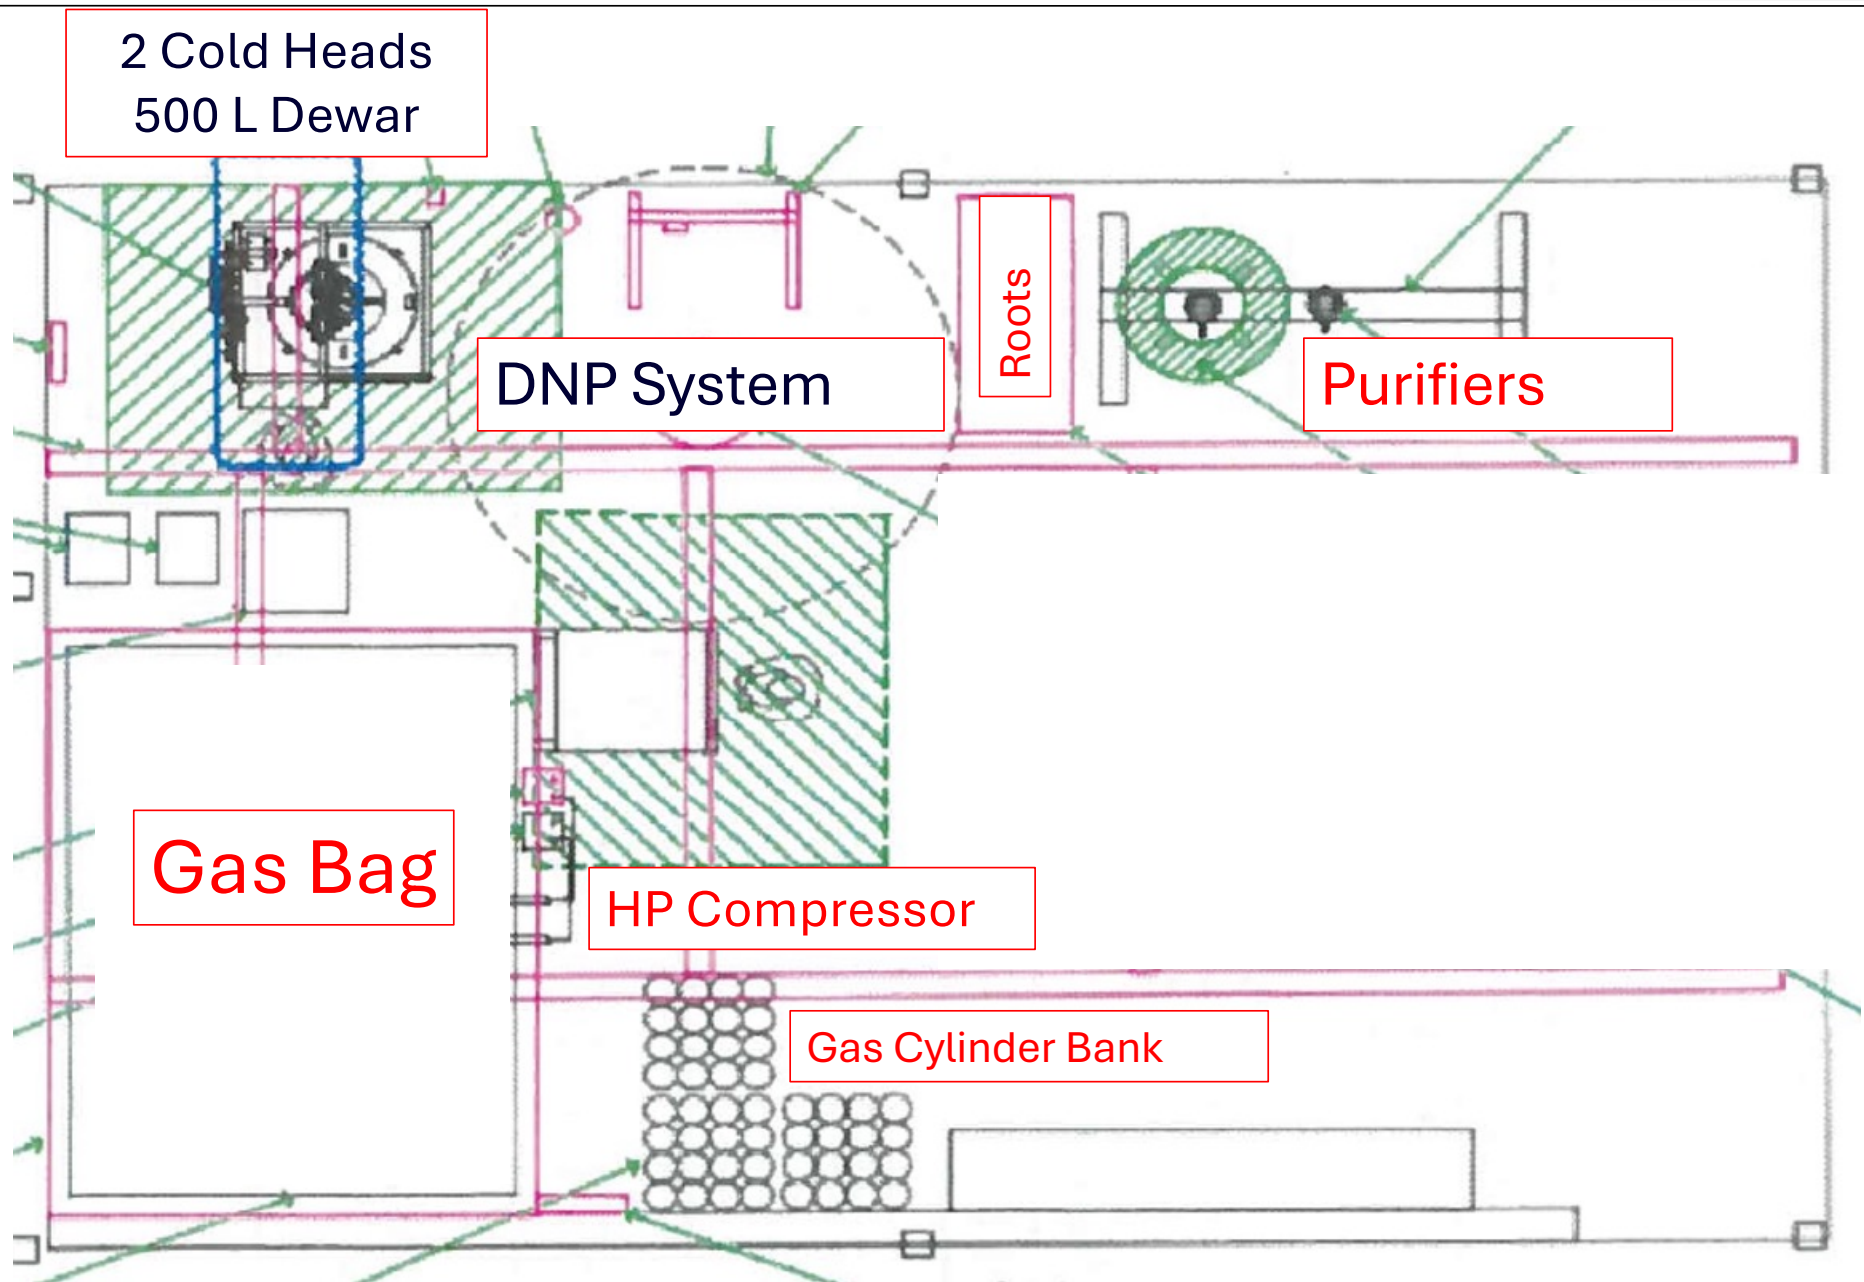 2 Cold Heads
500 L Dewar
DNP System
Roots
Purifiers
Gas Bag
HP Compressor
Gas Cylinder Bank